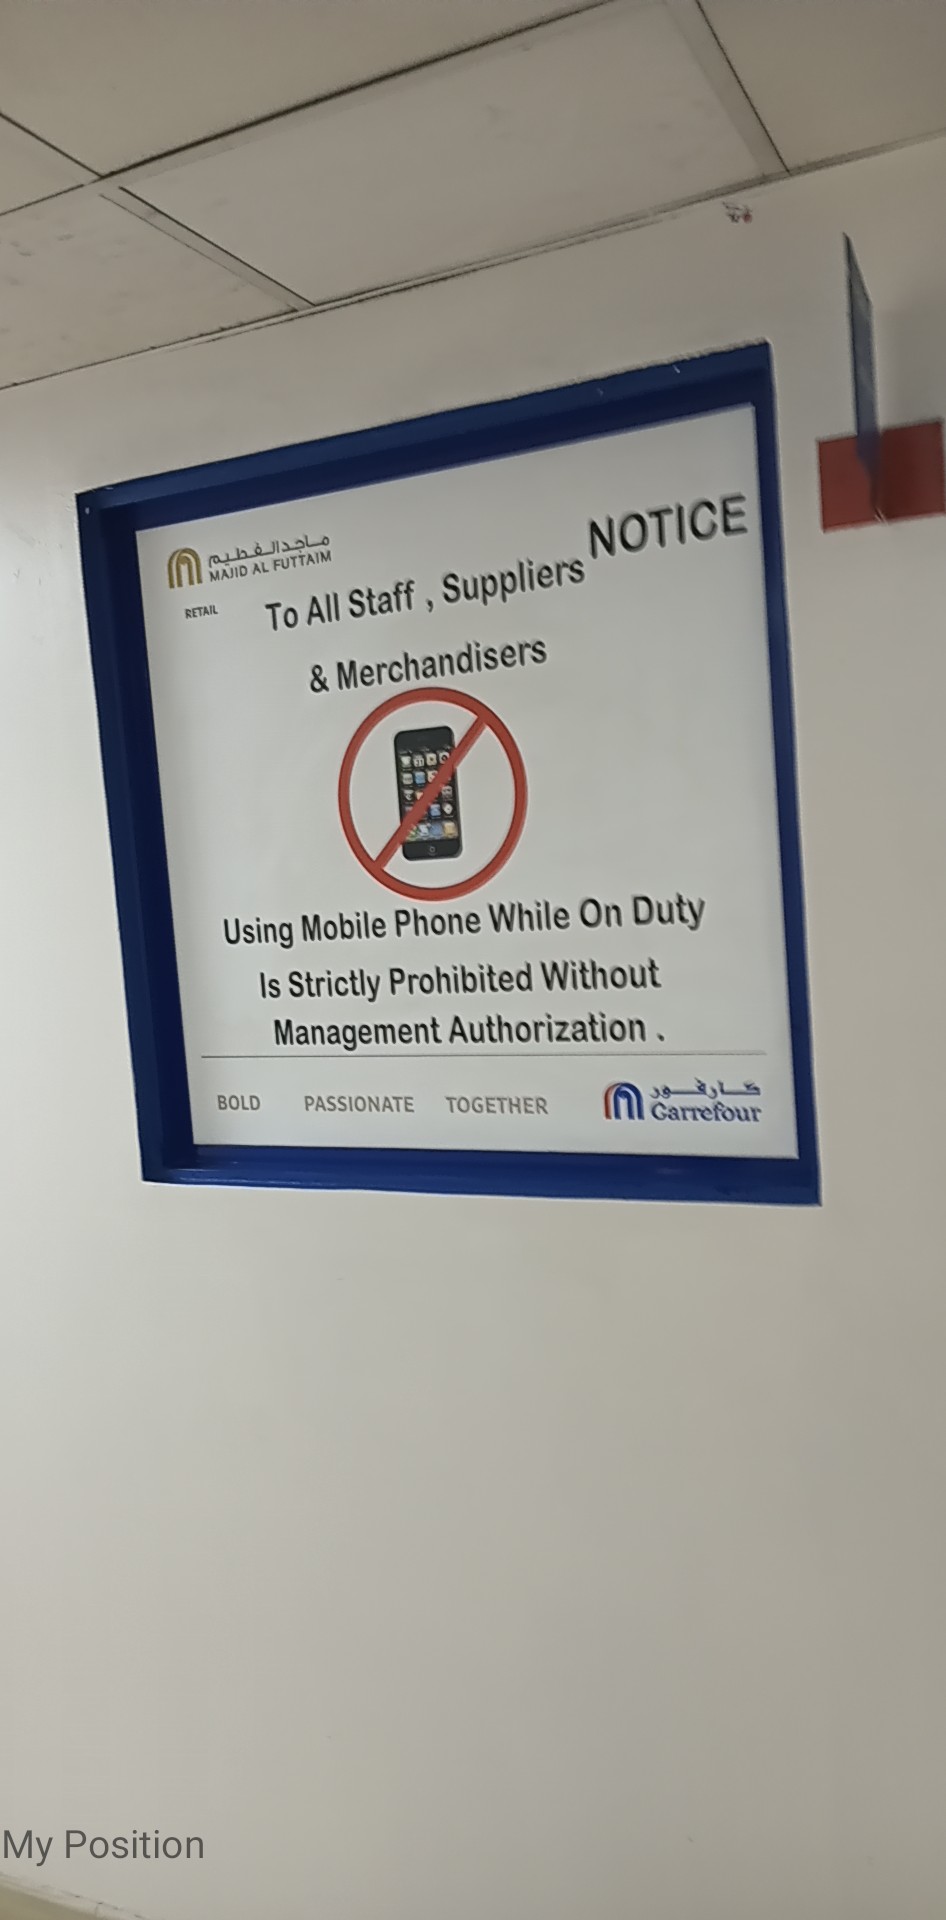 ماجد الفطيم
MAJID AL FUTTAIM
RETAIL
NOTICE
To All Staff , Suppliers
& Merchandisers
Using Mobile Phone While On Duty
Is Strictly Prohibited Without
Management Authorization .
BOLD PASSIONATE TOGETHER
كارفور
Carrefour
My Position